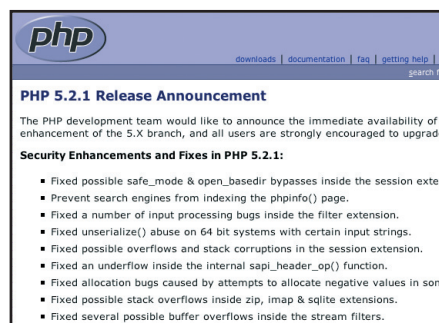 php
downloads | documentation | faq | getting help |
search f
PHP 5.2.1 Release Announcement
The PHP development team would like to announce the immediate availability of
enhancement of the 5.X branch, and all users are strongly encouraged to upgrad
Security Enhancements and Fixes in PHP 5.2.1:
▪ Fixed possible safe_mode & open_basedir bypasses inside the session exte
▪ Prevent search engines from indexing the phpinfo() page.
▪ Fixed a number of input processing bugs inside the filter extension.
▪ Fixed unserialize() abuse on 64 bit systems with certain input strings.
▪ Fixed possible overflows and stack corruptions in the session extension.
▪ Fixed an underflow inside the internal sapi_header_op() function.
▪ Fixed allocation bugs caused by attempts to allocate negative values in som
▪ Fixed possible stack overflows inside zip, imap & sqlite extensions.
▪ Fixed several possible buffer overflows inside the stream filters.